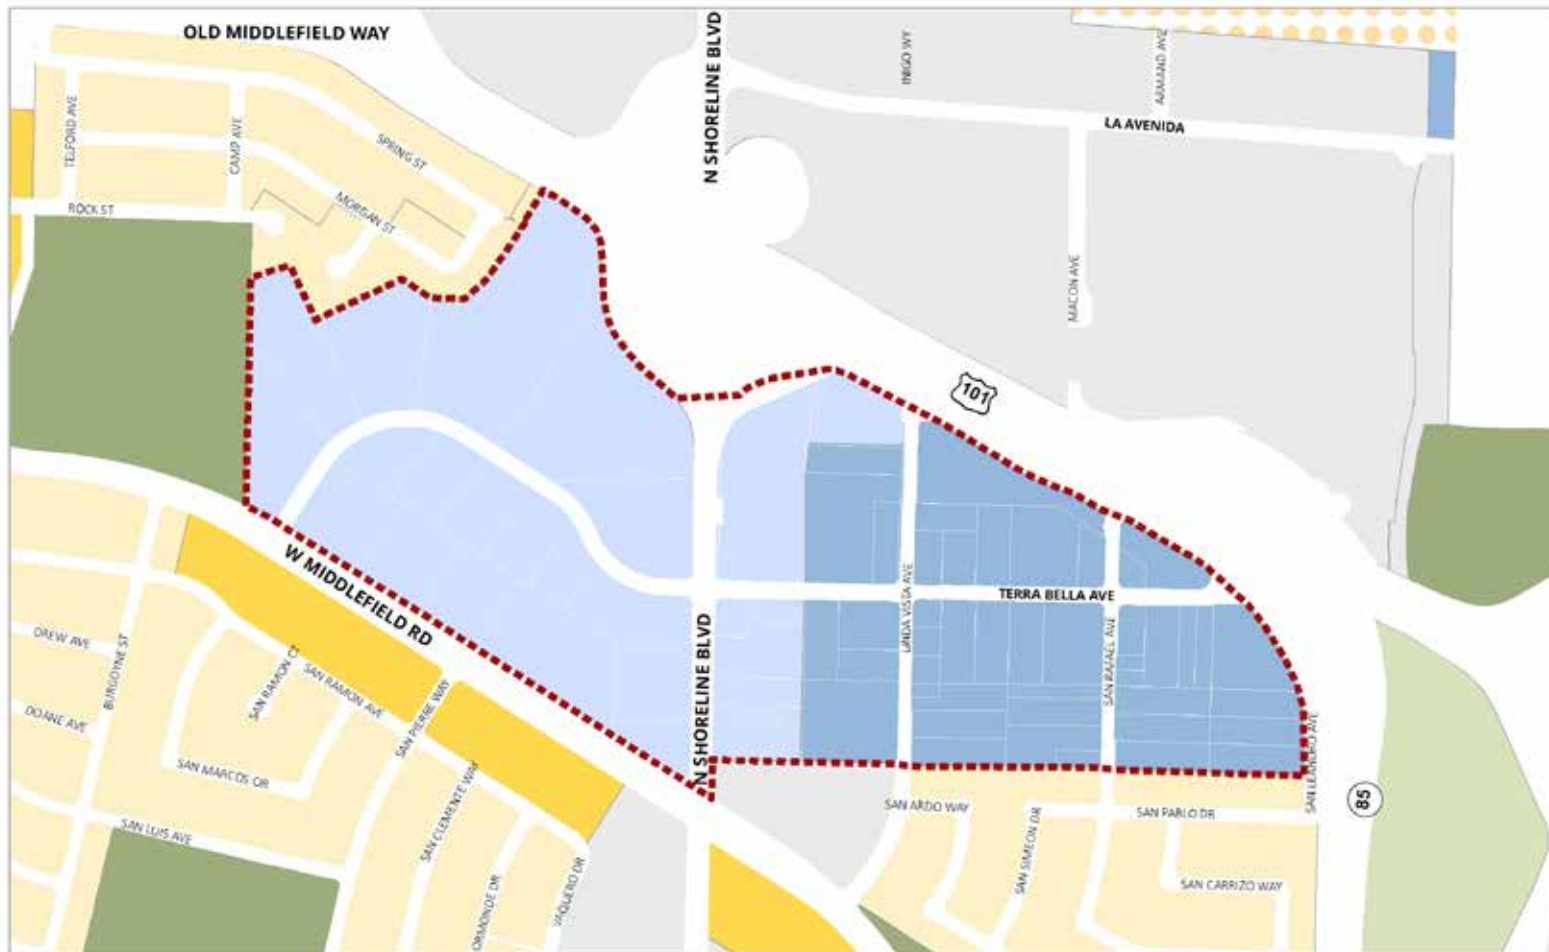 OLD MIDDLEFIELD WAY
N SHORELINE BLVD
INIGO WY
ARMAND AVE
LA AVENIDA
TELFORD AVE
CAMP AVE
SPRING ST
MORGAN ST
ROCK ST
MACON AVE
101
W MIDDLEFIELD RD
N SHORELINE BLVD
LINDA VISTA AVE
TERRA BELLA AVE
SAN RAFAEL AVE
SAN LEANDRO AVE
85
DREW AVE
BURGOYNE ST
DOANE AVE
SAN RAMON CT
SAN RAMON AVE
SAN PIERRE WAY
SAN MARCOS CIR
SAN LUIS AVE
SAN CLEMENTE WAY
ORMONDE DR
VAQUERO DR
SAN ARDO WAY
SAN SIMEON DR
SAN PABLO DR
SAN CARRIZO WAY